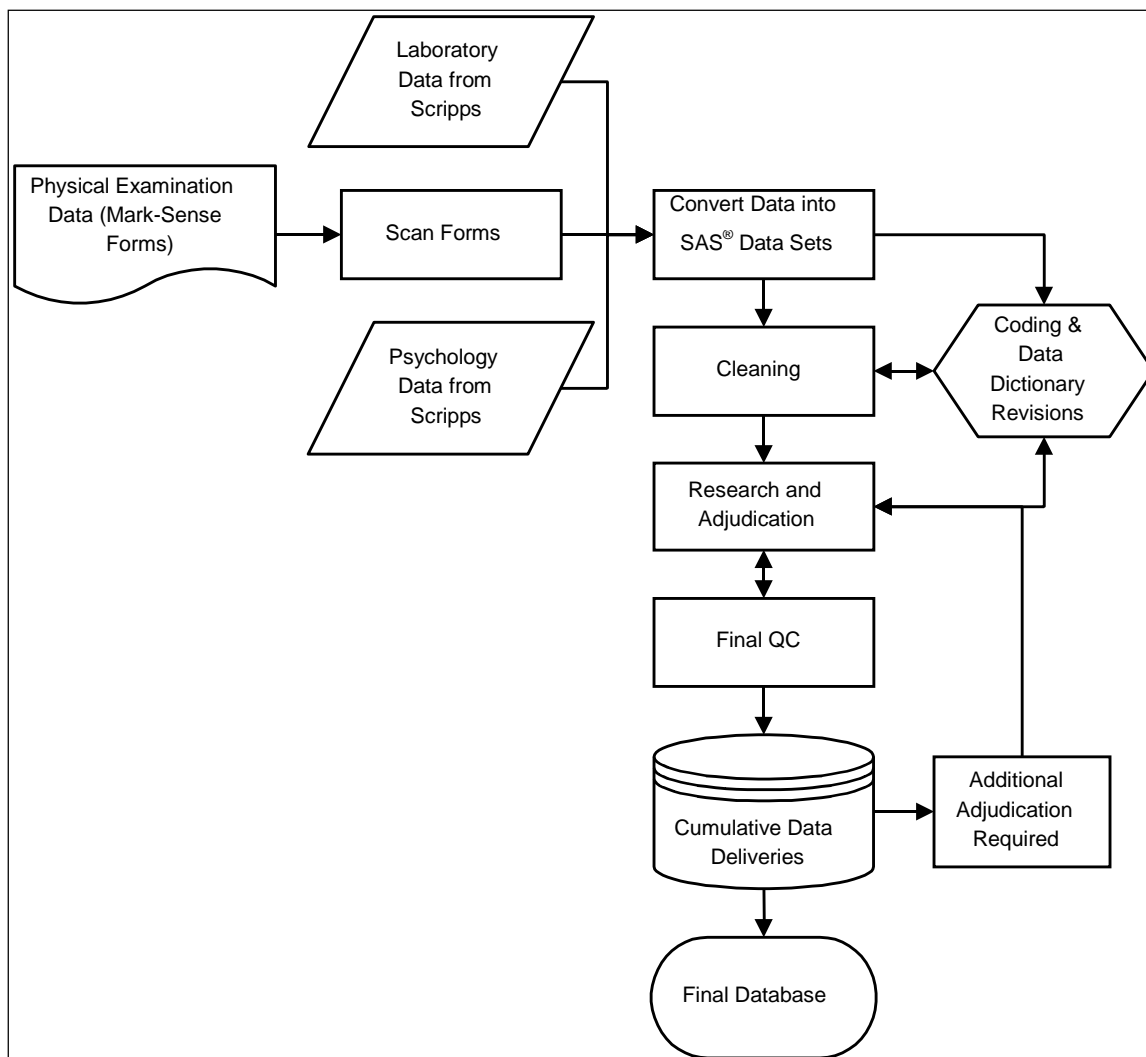 Laboratory
Data from
Scripps
Physical Examination
Data (Mark-Sense
Forms)
Scan Forms
Convert Data into
SAS® Data Sets
Psychology
Data from
Scripps
Cleaning
Coding &
Data
Dictionary
Revisions
Research and
Adjudication
Final QC
Cumulative Data
Deliveries
Additional
Adjudication
Required
Final Database